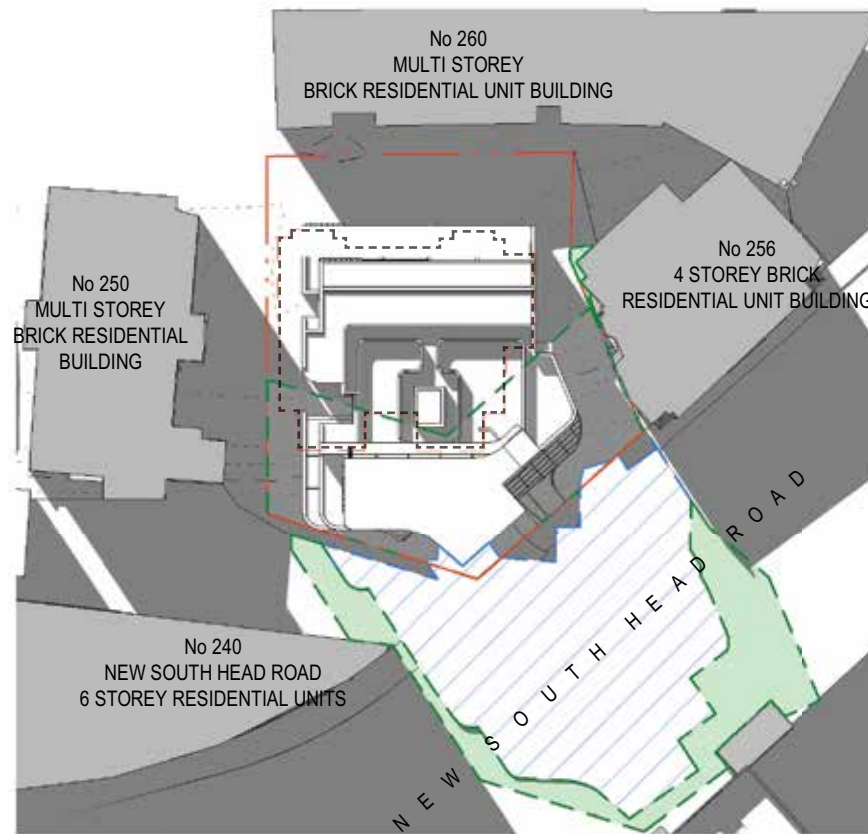 No 260
MULTI STOREY
BRICK RESIDENTIAL UNIT BUILDING
No 250
MULTI STOREY
BRICK RESIDENTIAL
BUILDING
No 256
4 STOREY BRICK
RESIDENTIAL UNIT BUILDING
No 240
NEW SOUTH HEAD ROAD
6 STOREY RESIDENTIAL UNITS
NEW SOUTH HEAD ROAD